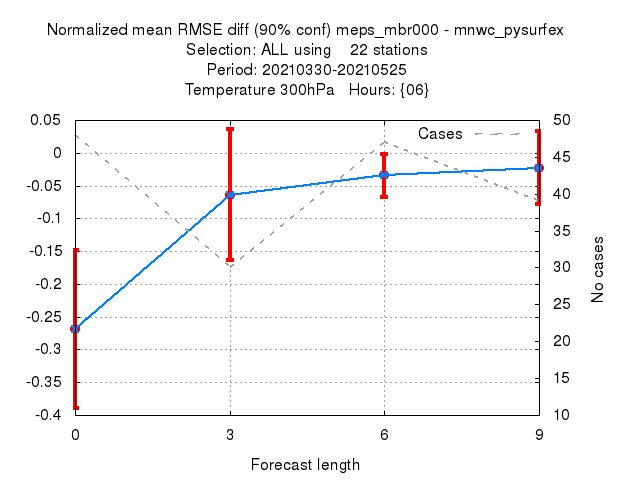 Normalized mean RMSE diff (90% conf) meps_mbr000 - mnwc_pysurfex
Selection: ALL using    22 stations
Period: 20210330-20210525
Temperature 300hPa   Hours: {06}
Cases
0.05
0
-0.05
-0.1
-0.15
-0.2
-0.25
-0.3
-0.35
-0.4
50
45
40
35
30
25
20
15
10
No cases
0 3 6 9
Forecast length